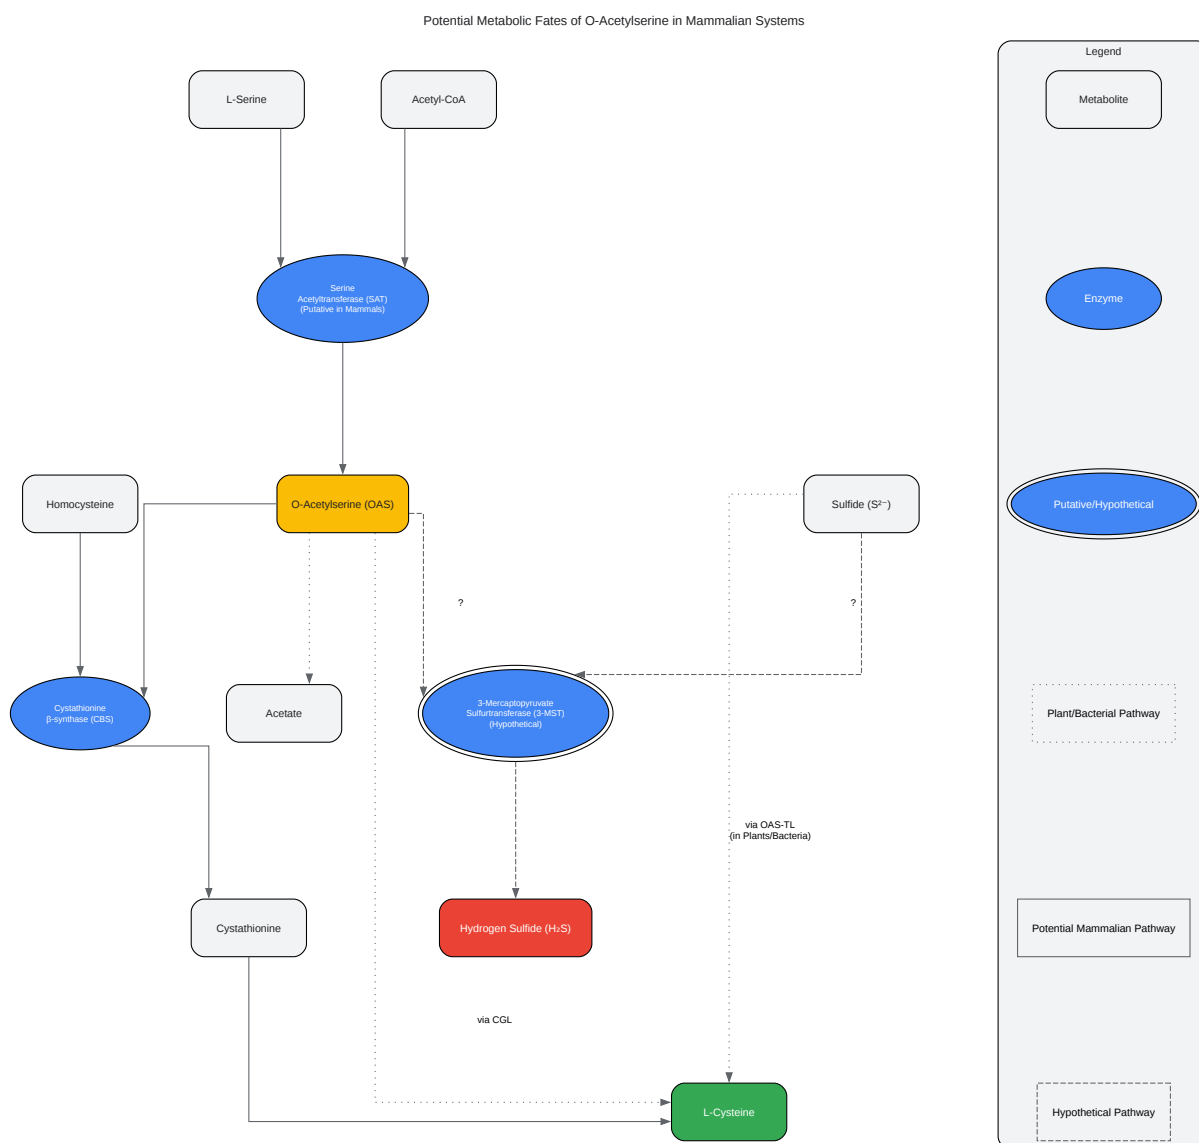 Potential Metabolic Fates of O-Acetylserine in Mammalian Systems
Legend
L-Serine
Acetyl-CoA
Metabolite
Serine
Acetyltransferase (SAT)
(Putative in Mammals)
Enzyme
Homocysteine
O-Acetylserine (OAS)
Sulfide (S²⁻)
Putative/Hypothetical
?
?
Cystathionine
β-synthase (CBS)
Acetate
3-Mercaptopyruvate
Sulfurtransferase (3-MST)
(Hypothetical)
Plant/Bacterial Pathway
via OAS-TL
(in Plants/Bacteria)
Cystathionine
Hydrogen Sulfide (H₂S)
Potential Mammalian Pathway
via CGL
L-Cysteine
Hypothetical Pathway